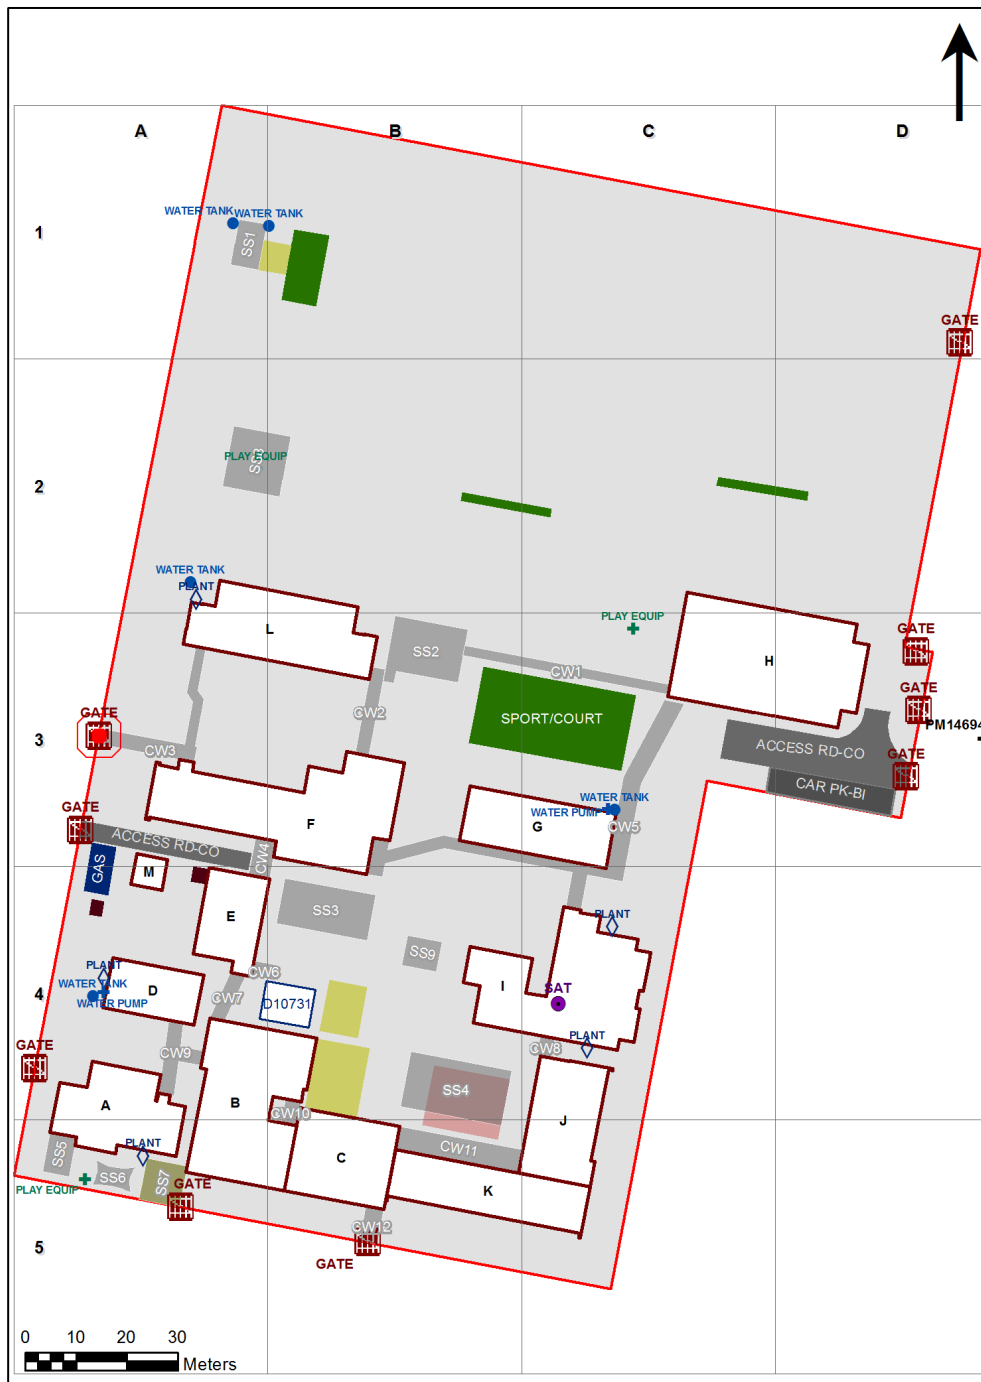 A
B
C
D
1
WATER TANK
WATER TANK
SS1
GATE
PLAY EQUIP
2
WATER TANK
PLANT
L
SS2
PLAY EQUIP
H
GATE
CW1
CW2
SPORT/COURT
GATE
GATE
PM14694
3
CW3
ACCESS RD-CO
GATE
CAR PK-BI
WATER TANK
WATER PUMP
GATE
F
G
CW5
ACCESS RD-CO
CW4
GAS
M
E
SS3
PLANT
SS9
CW6
PLANT
WATER TANK
WATER PUMP
D
CW7
D10731
I
SAT
4
GATE
CW9
CW8
PLANT
A
B
SS4
CW10
J
PLANT
CW11
C
SS5
SS6
SS7
PLAY EQUIP
GATE
K
CW12
5
GATE
0 10 20 30
Meters